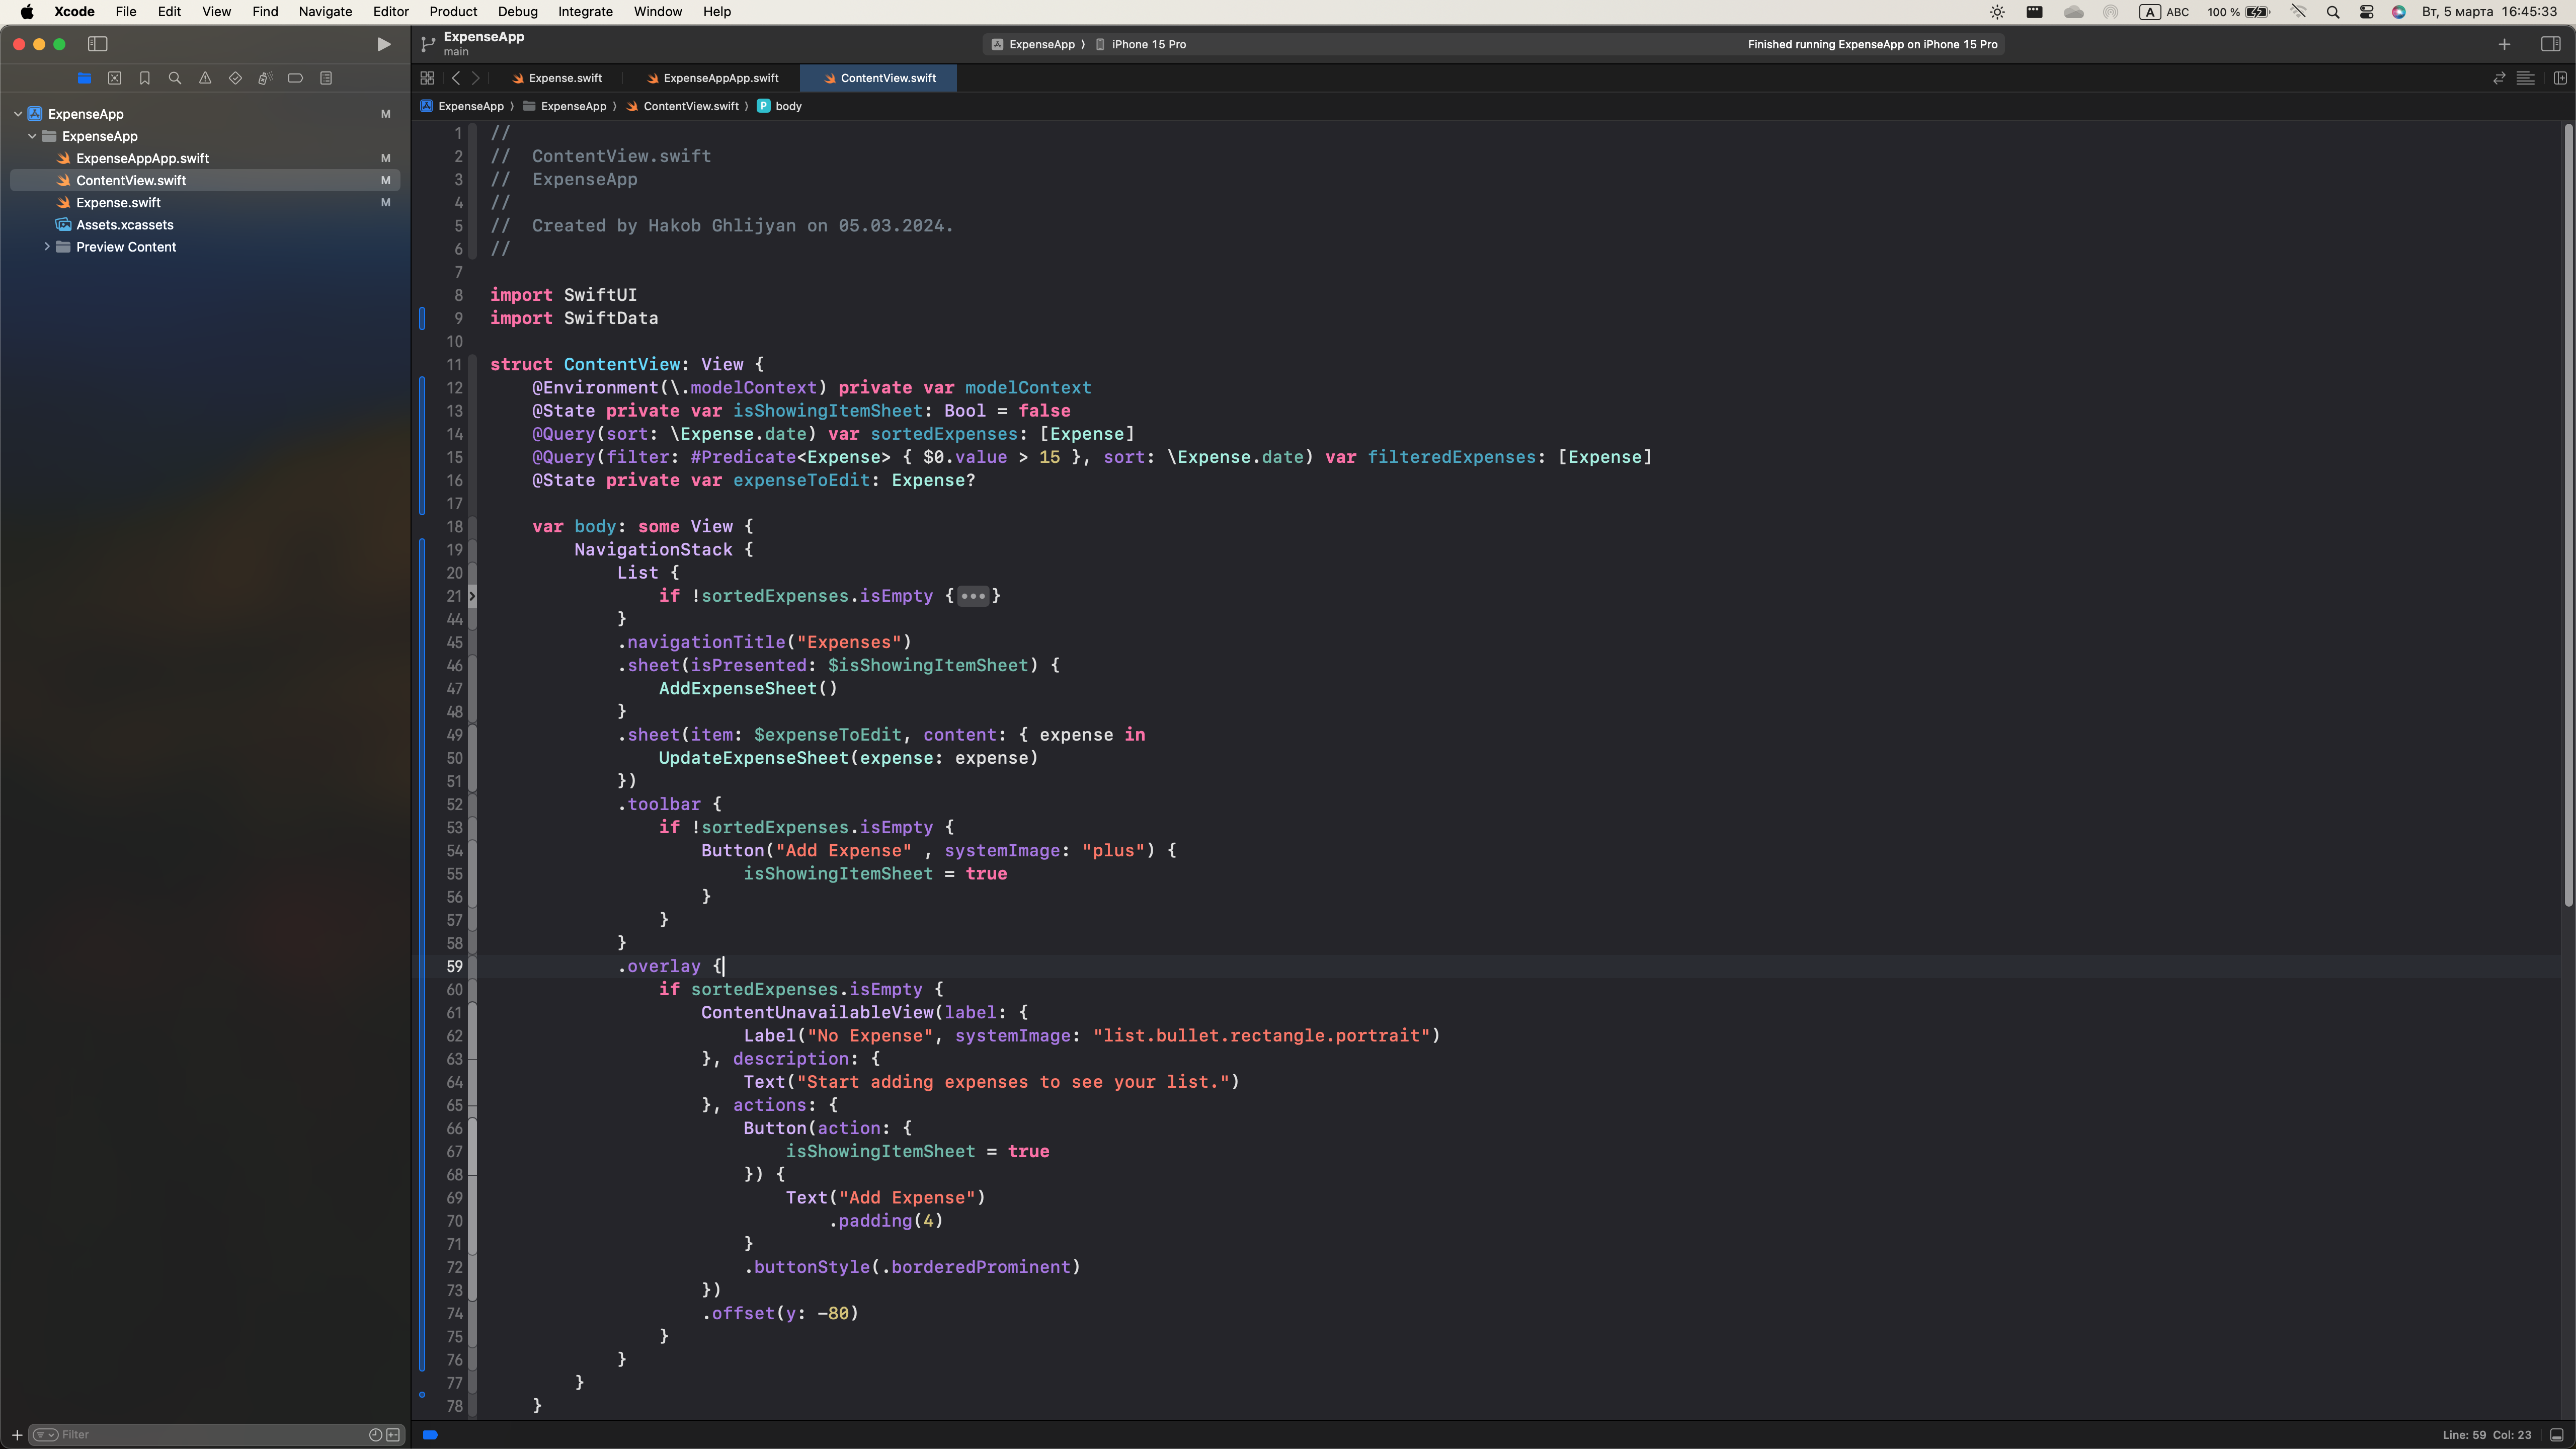 Xcode File Edit View Find Navigate Editor Product Debug Integrate Window Help A ABC 100 % Вт, 5 марта 16:45:33
ExpenseApp
main
ExpenseApp ⟩ iPhone 15 Pro
Finished running ExpenseApp on iPhone 15 Pro
Expense.swift ExpenseAppApp.swift ContentView.swift
ExpenseApp ⟩ ExpenseApp ⟩ ContentView.swift ⟩ P body
ExpenseApp M
ExpenseApp
ExpenseAppApp.swift M
ContentView.swift M
Expense.swift M
Assets.xcassets
Preview Content
1 //
2 //  ContentView.swift
3 //  ExpenseApp
4 //
5 //  Created by Hakob Ghlijyan on 05.03.2024.
6 //
7
8 import SwiftUI
9 import SwiftData
10
11 struct ContentView: View {
12     @Environment(\.modelContext) private var modelContext
13     @State private var isShowingItemSheet: Bool = false
14     @Query(sort: \Expense.date) var sortedExpenses: [Expense]
15     @Query(filter: #Predicate<Expense> { $0.value > 15 }, sort: \Expense.date) var filteredExpenses: [Expense]
16     @State private var expenseToEdit: Expense?
17
18     var body: some View {
19         NavigationStack {
20             List {
21                 if !sortedExpenses.isEmpty {•••}
44             }
45             .navigationTitle("Expenses")
46             .sheet(isPresented: $isShowingItemSheet) {
47                 AddExpenseSheet()
48             }
49             .sheet(item: $expenseToEdit, content: { expense in
50                 UpdateExpenseSheet(expense: expense)
51             })
52             .toolbar {
53                 if !sortedExpenses.isEmpty {
54                     Button("Add Expense" , systemImage: "plus") {
55                         isShowingItemSheet = true
56                     }
57                 }
58             }
59             .overlay {
60                 if sortedExpenses.isEmpty {
61                     ContentUnavailableView(label: {
62                         Label("No Expense", systemImage: "list.bullet.rectangle.portrait")
63                     }, description: {
64                         Text("Start adding expenses to see your list.")
65                     }, actions: {
66                         Button(action: {
67                             isShowingItemSheet = true
68                         }) {
69                             Text("Add Expense")
70                                 .padding(4)
71                         }
72                         .buttonStyle(.borderedProminent)
73                     })
74                     .offset(y: -80)
75                 }
76             }
77         }
78     }
Filter
Line: 59 Col: 23